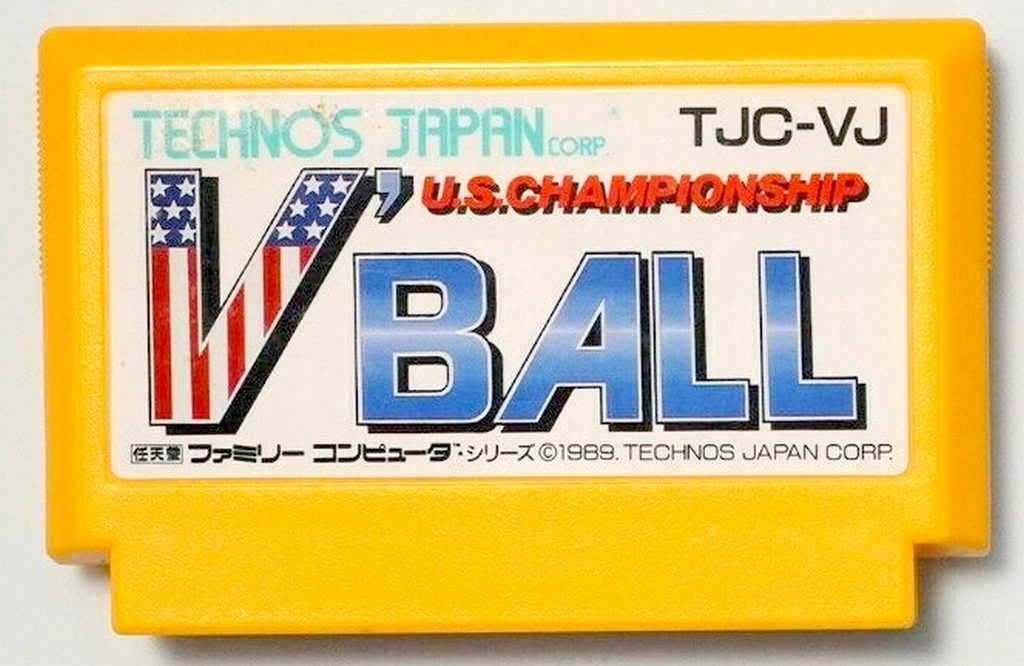 TECHNOS JAPAN CORP.
TJC-VJ
U.S.CHAMPIONSHIP
V'BALL
任天堂 ファミリー コンピュータ™・シリーズ ©1989. TECHNOS JAPAN CORP.